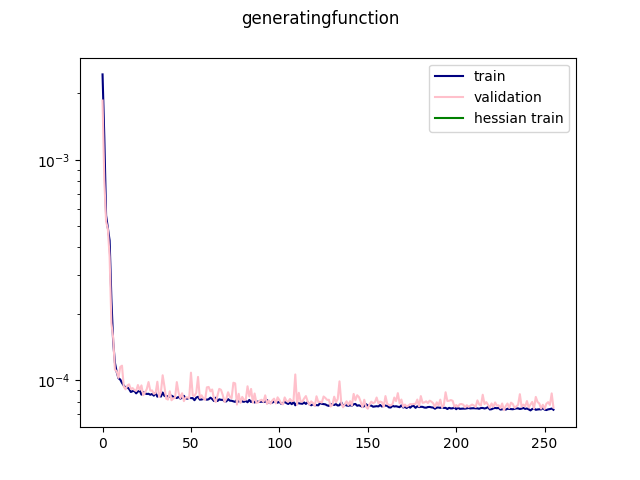 generatingfunction
train
validation
hessian train
10^{-3}
10^{-4}
0 50 100 150 200 250